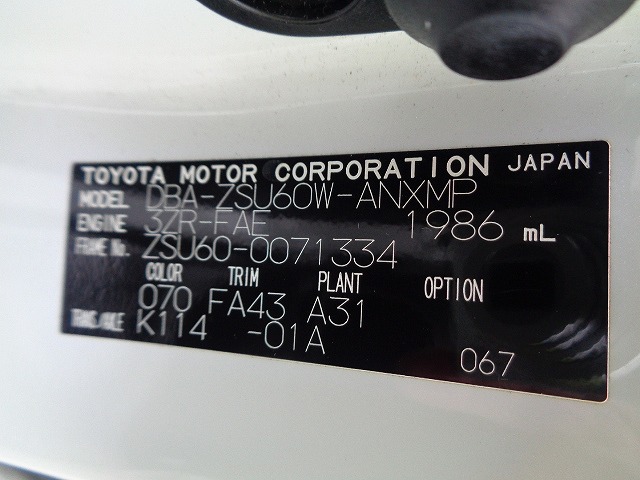 TOYOTA MOTOR CORPORATION JAPAN
MODEL DBA-ZSU60W-ANXMP
ENGINE 3ZR-FAE 1986 mL
FRAME No. ZSU60-0071334
COLOR TRIM PLANT OPTION
070 FA43 A31
TRANS/AXLE K114 -01A
067